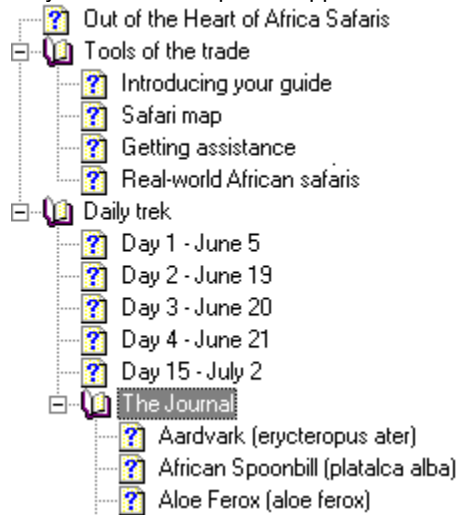 Out of the Heart of Africa Safaris
Tools of the trade
Introducing your guide
Safari map
Getting assistance
Real-world African safaris
Daily trek
Day 1 - June 5
Day 2 - June 19
Day 3 - June 20
Day 4 - June 21
Day 15 - July 2
The Journal
Aardvark (erycteropus ater)
African Spoonbill (platalca alba)
Aloe Ferox (aloe ferox)